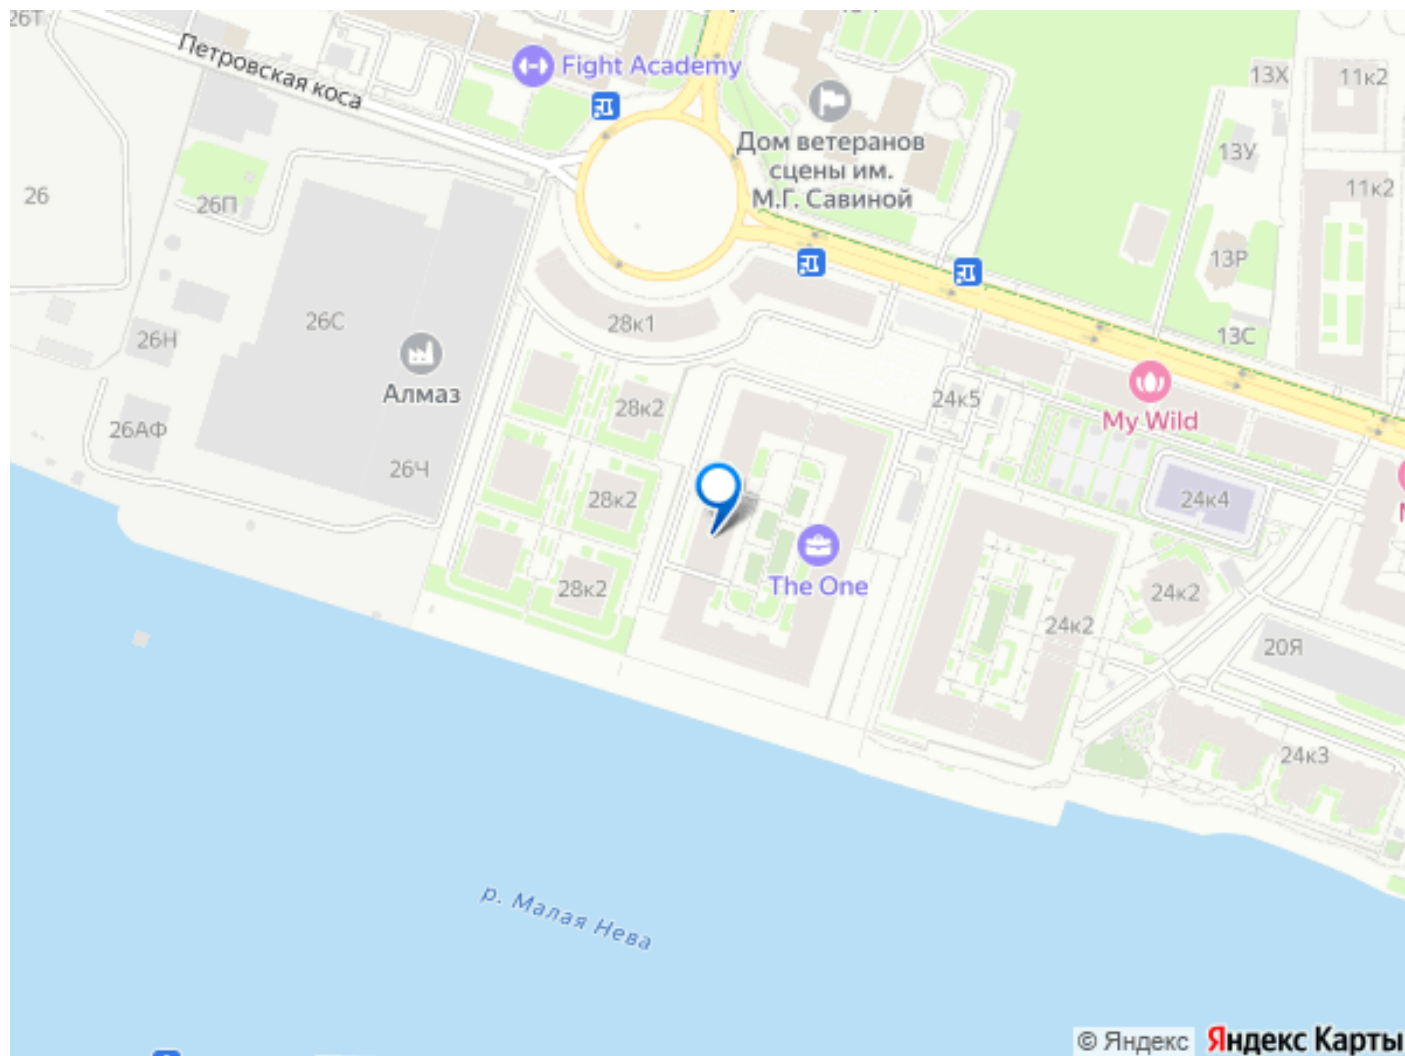 26Т
Петровская коса
Fight Academy
Дом ветеранов
сцены им.
М.Г. Савиной
13Х
11к2
13У
11к2
26
26П
13Р
26С
28к1
13С
26Н
Алмаз
28к2
24к5
My Wild
26АФ
26Ч
28к2
24к4
The One
28к2
24к2
24к2
20Я
24к3
р. Малая Нева
© Яндекс
Яндекс Карты